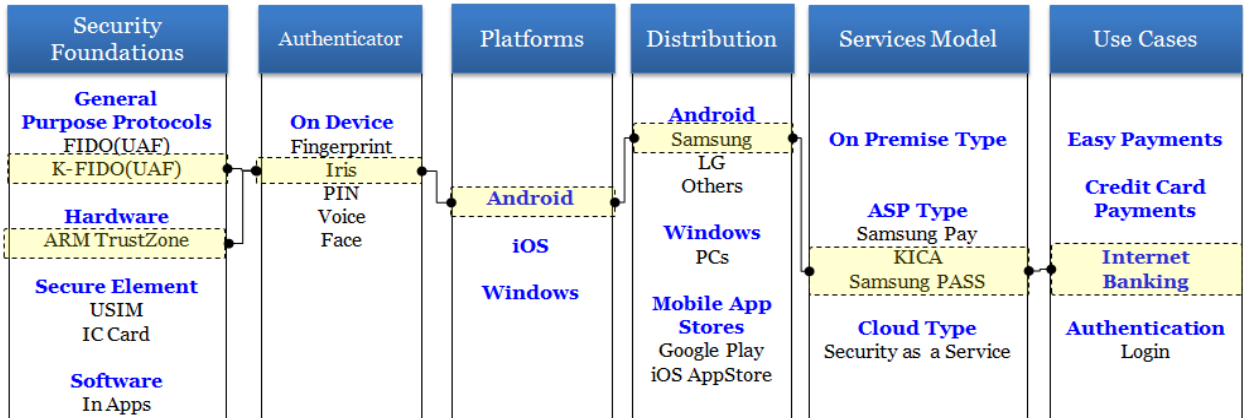 Security
Foundations
Authenticator
Platforms
Distribution
Services Model
Use Cases
General
Purpose Protocols
FIDO(UAF)
K-FIDO(UAF)
Hardware
ARM TrustZone
Secure Element
USIM
IC Card
Software
In Apps
On Device
Fingerprint
Iris
PIN
Voice
Face
Android
iOS
Windows
Android
Samsung
LG
Others
Windows
PCs
Mobile App
Stores
Google Play
iOS AppStore
On Premise Type
ASP Type
Samsung Pay
KICA
Samsung PASS
Cloud Type
Security as a Service
Easy Payments
Credit Card
Payments
Internet
Banking
Authentication
Login